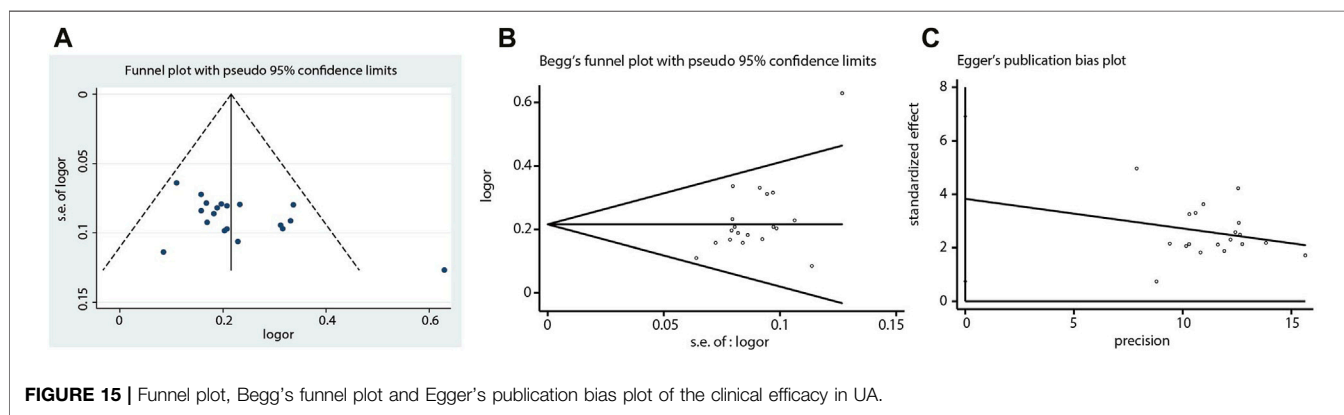 A
Funnel plot with pseudo 95% confidence limits
s.e. of logor
0
0.05
0.1
0.15
0
0.2
0.4
0.6
logor
B
Begg's funnel plot with pseudo 95% confidence limits
logor
0.6
0.4
0.2
0
0
0.05
0.1
0.15
s.e. of : logor
C
Egger's publication bias plot
standardized effect
8
6
4
2
0
0
5
10
15
precision
FIGURE 15 | Funnel plot, Begg's funnel plot and Egger's publication bias plot of the clinical efficacy in UA.